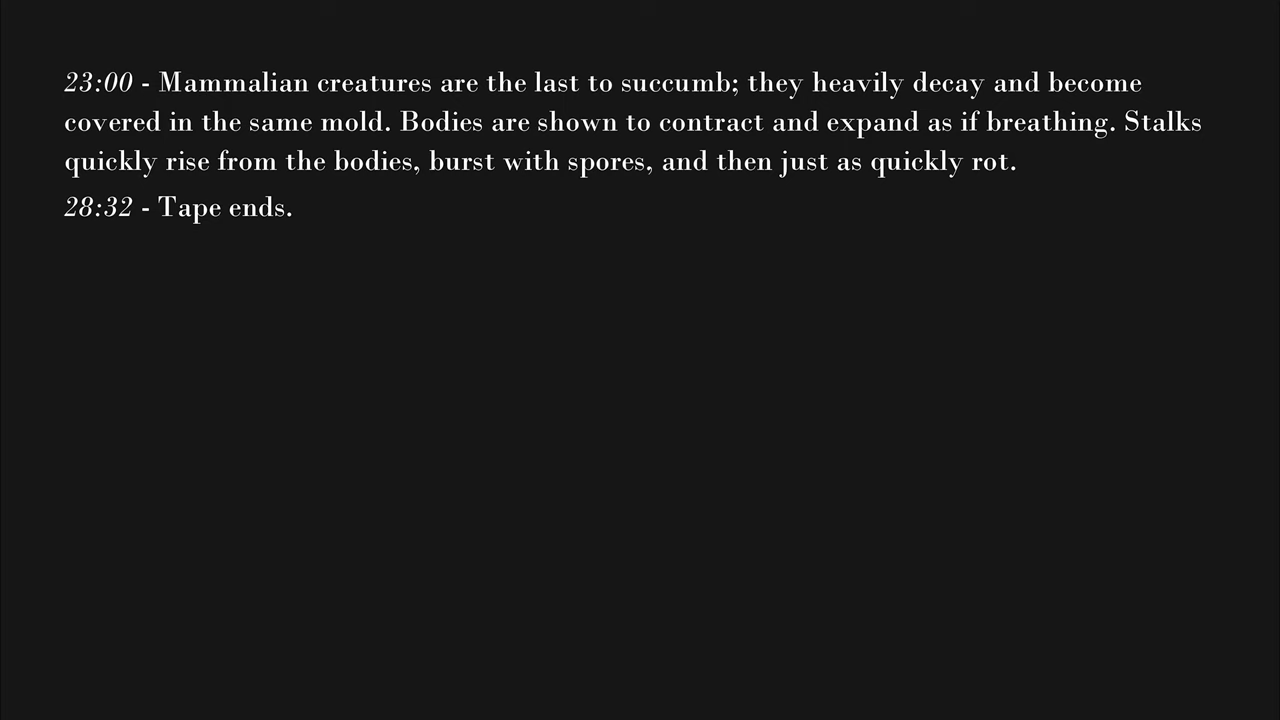 23:00 - Mammalian creatures are the last to succumb; they heavily decay and become
covered in the same mold. Bodies are shown to contract and expand as if breathing. Stalks
quickly rise from the bodies, burst with spores, and then just as quickly rot.
28:32 - Tape ends.